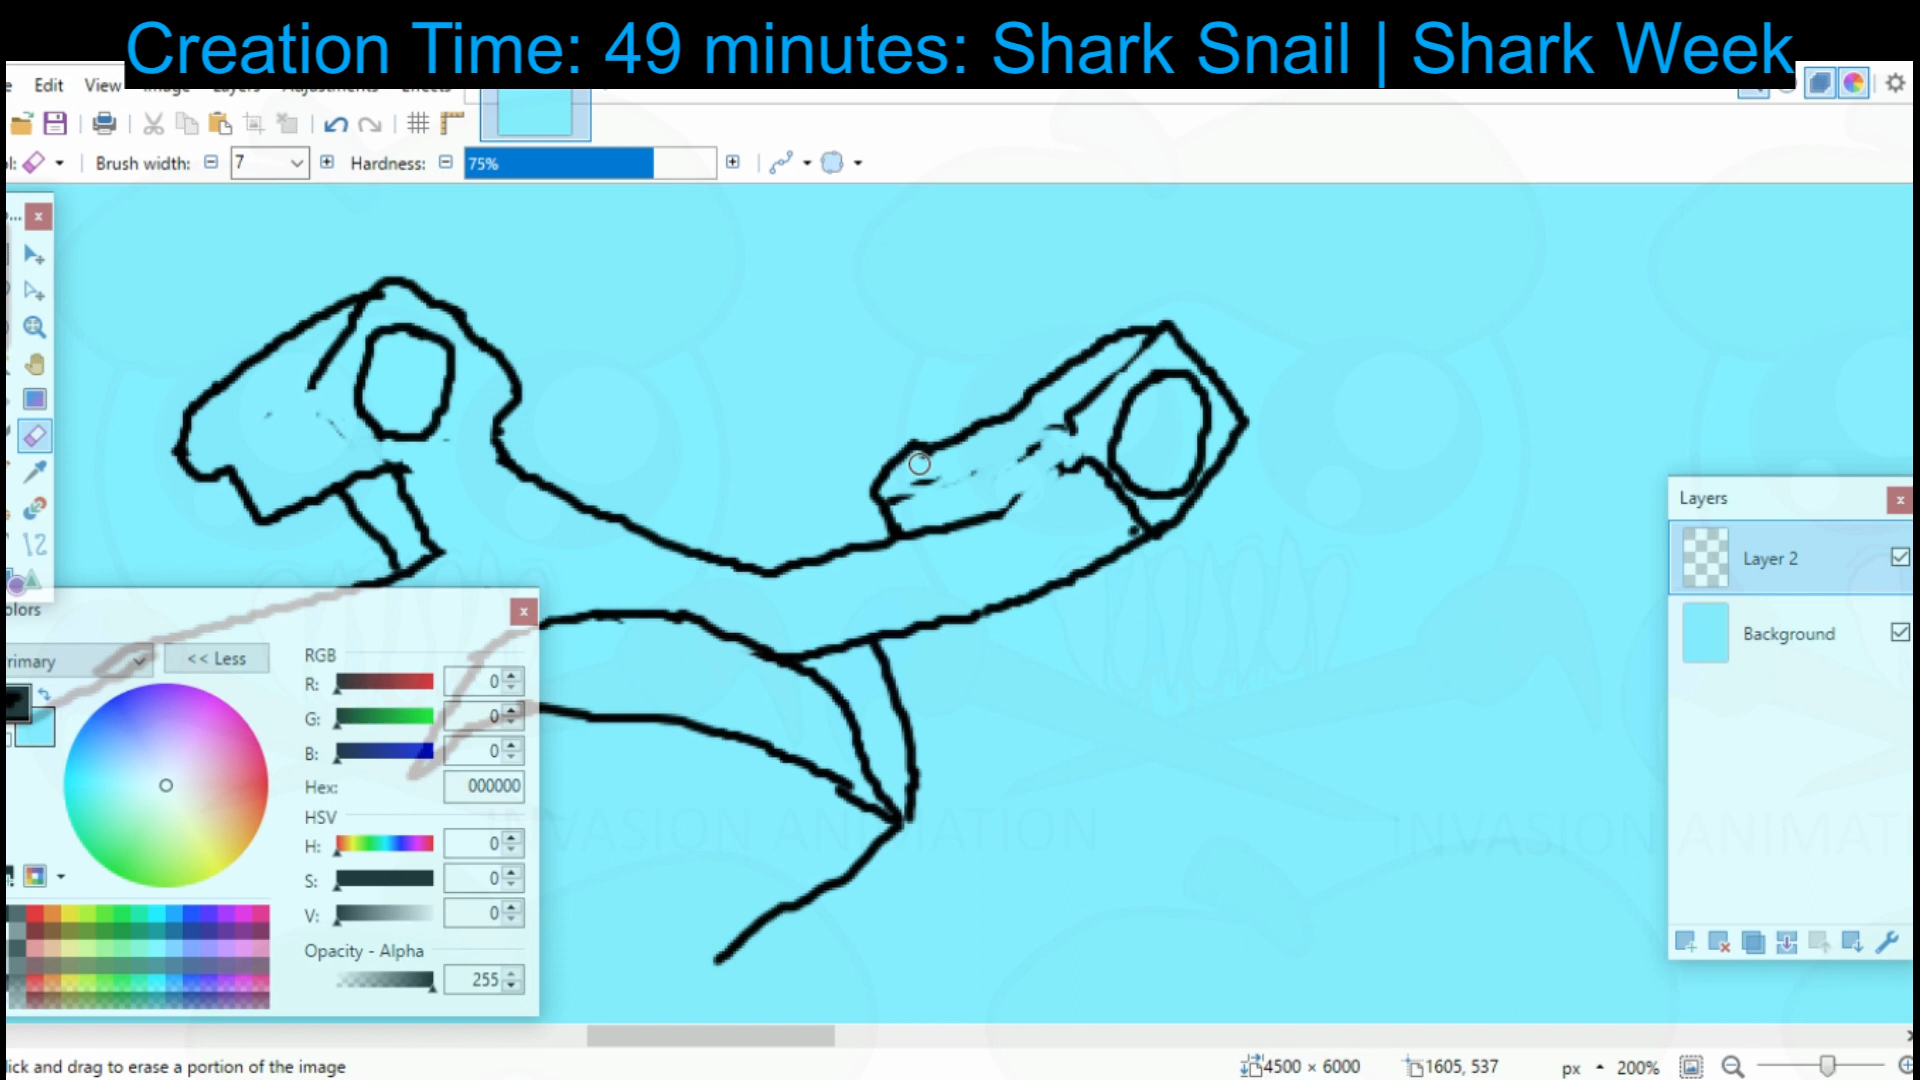 Creation Time: 49 minutes: Shark Snail | Shark Week
Edit View
Brush width: 7 Hardness: 75%
Layers
Layer 2
Background
<< Less
RGB
R: 0
G: 0
B: 0
Hex: 000000
HSV
H: 0
S: 0
V: 0
Opacity - Alpha
255
INVASION ANIMATION
ick and drag to erase a portion of the image
4500 × 6000
1605, 537
px
200%